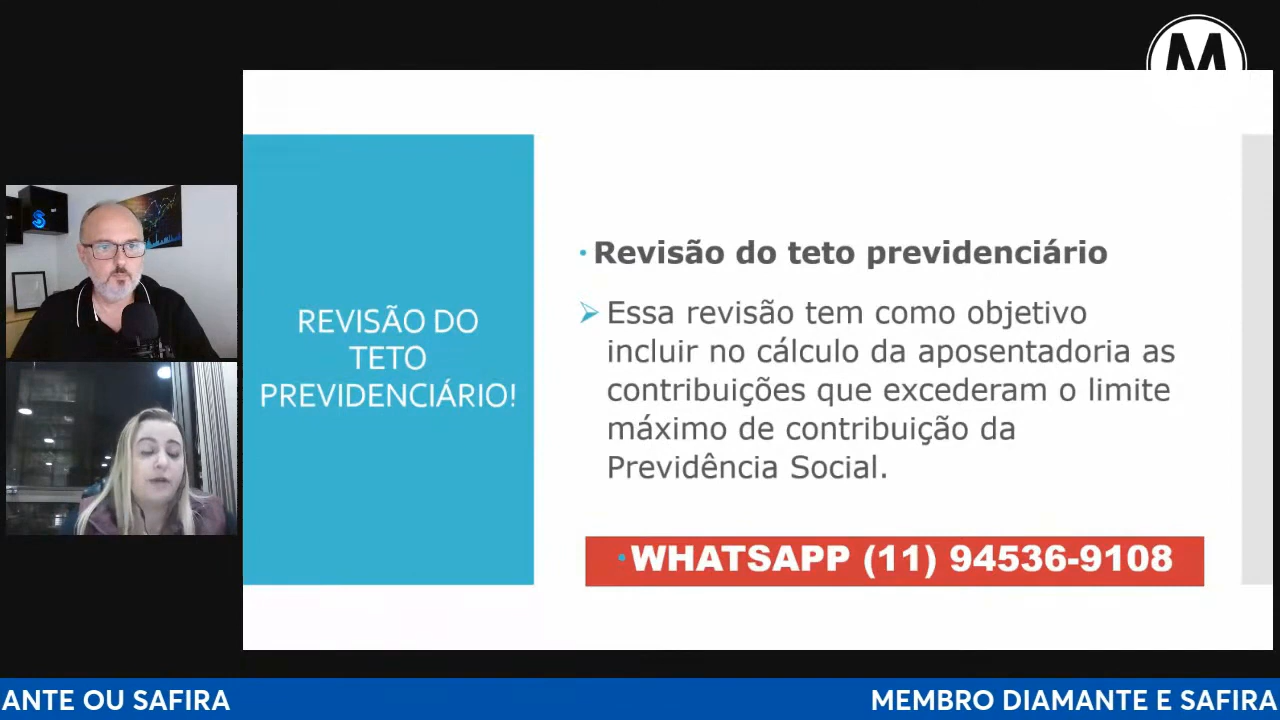 M
REVISÃO DO
TETO
PREVIDENCIÁRIO!
• Revisão do teto previdenciário
➢ Essa revisão tem como objetivo
incluir no cálculo da aposentadoria as
contribuições que excederam o limite
máximo de contribuição da
Previdência Social.
• WHATSAPP (11) 94536-9108
ANTE OU SAFIRA
MEMBRO DIAMANTE E SAFIRA